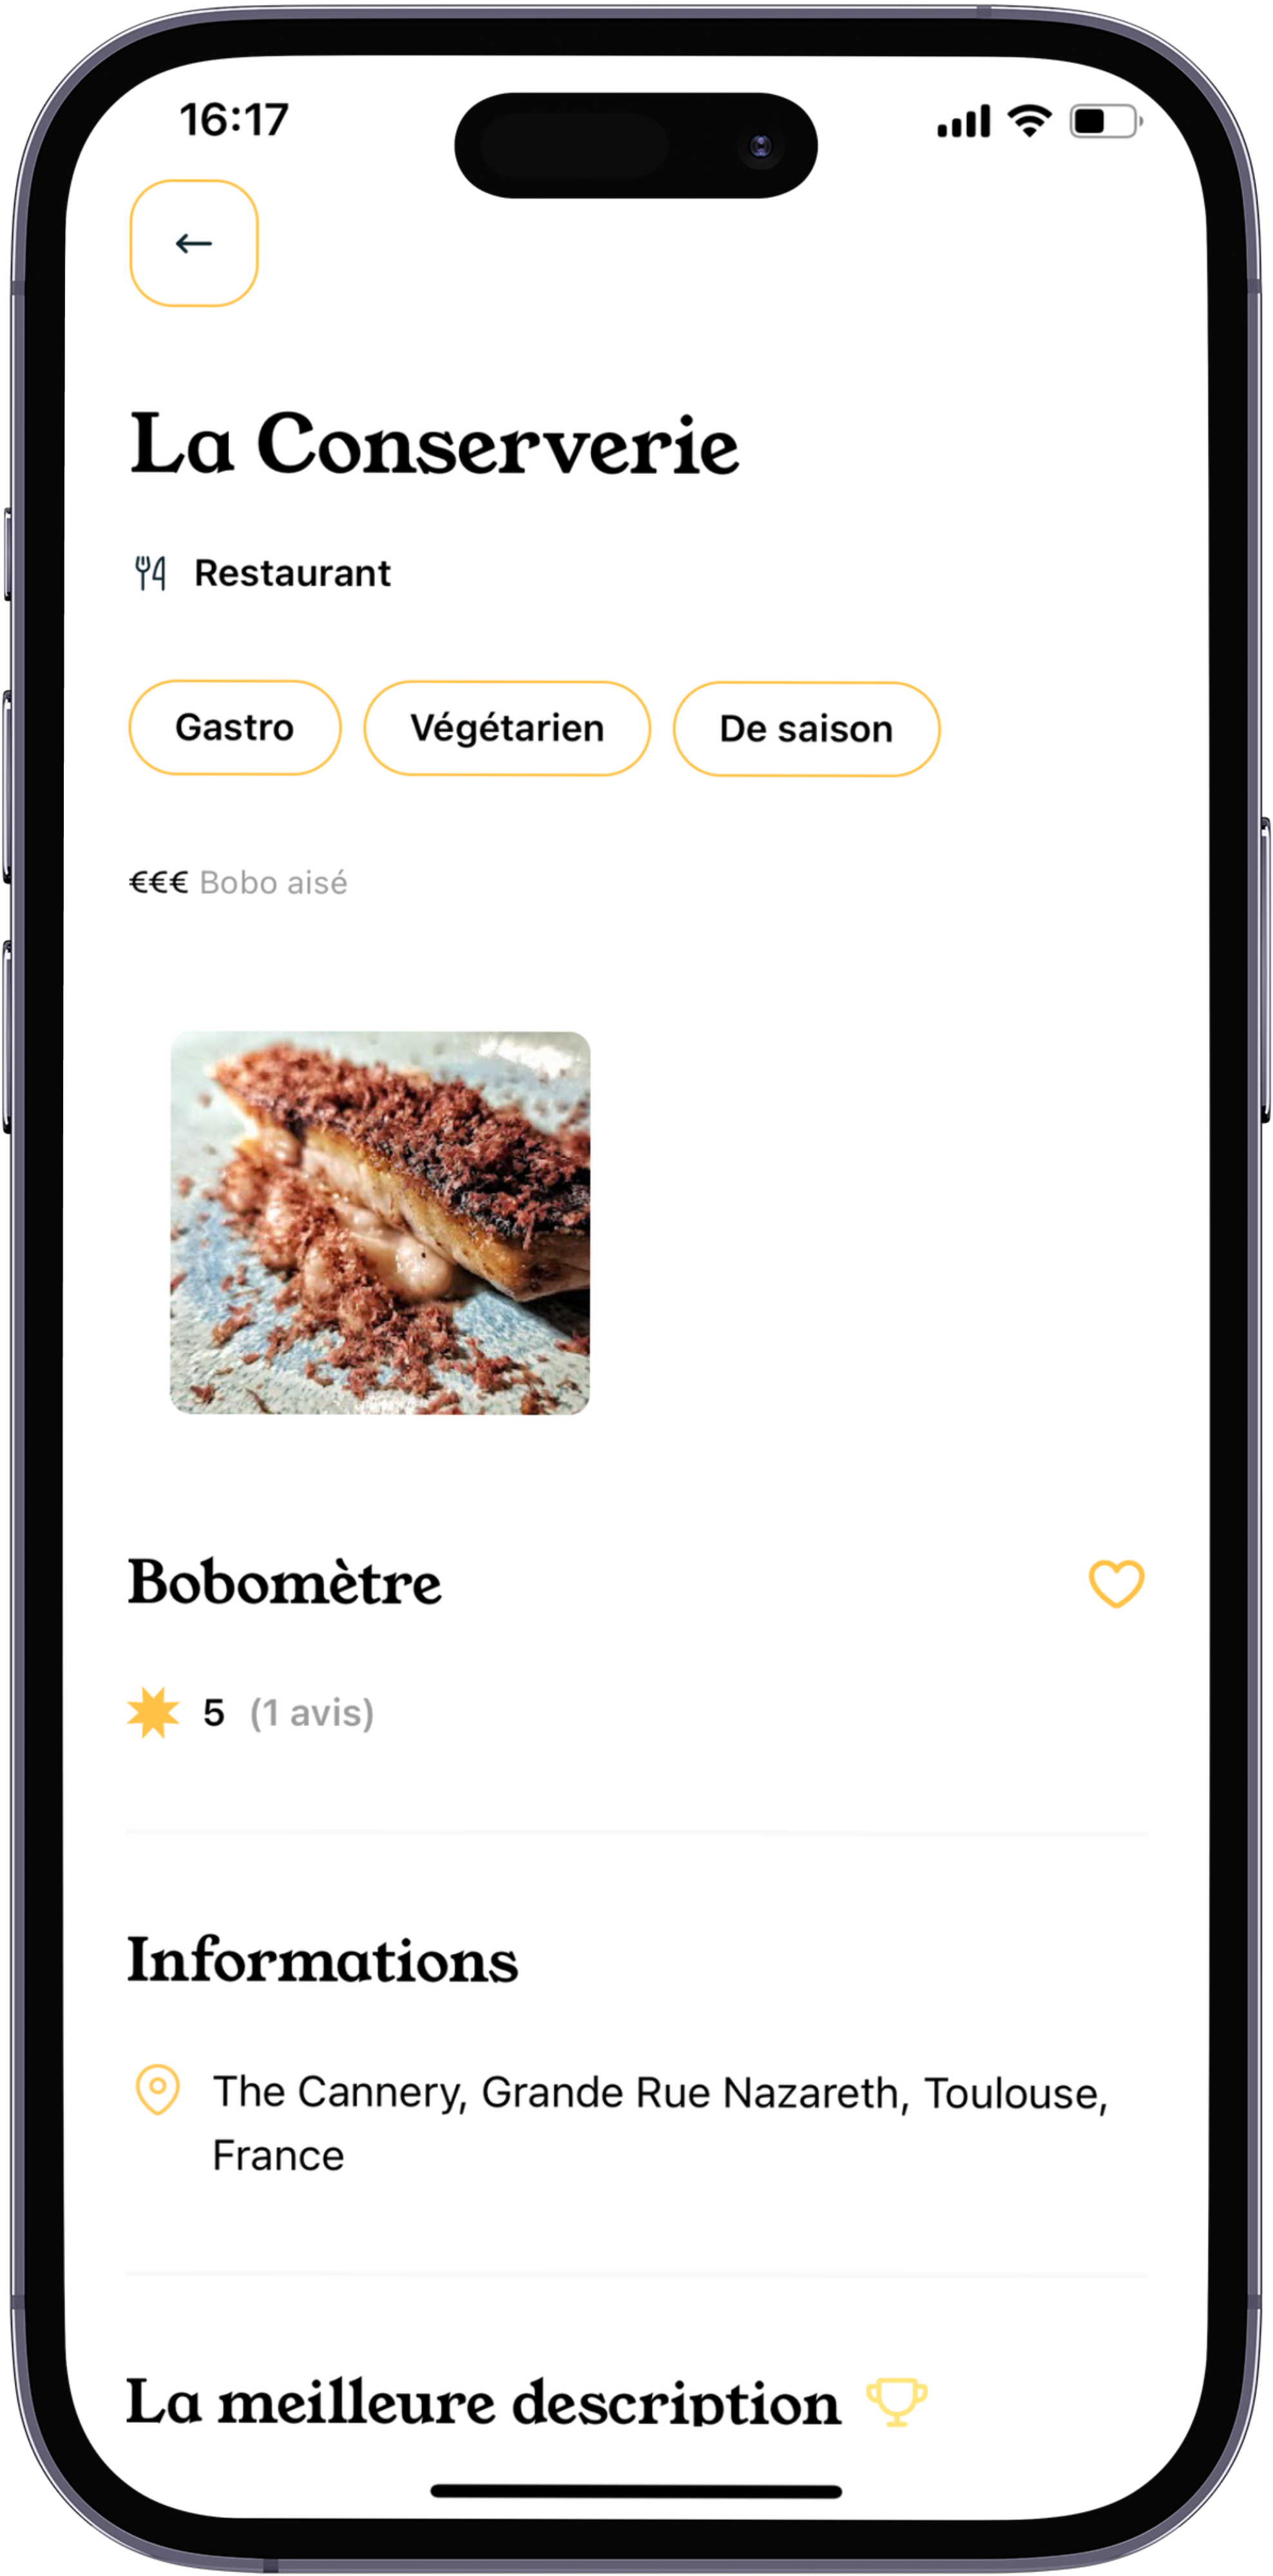 16:17
La Conserverie
Restaurant
Gastro
Végétarien
De saison
€€€ Bobo aisé
Bobomètre
5 (1 avis)
Informations
The Cannery, Grande Rue Nazareth, Toulouse,
France
La meilleure description